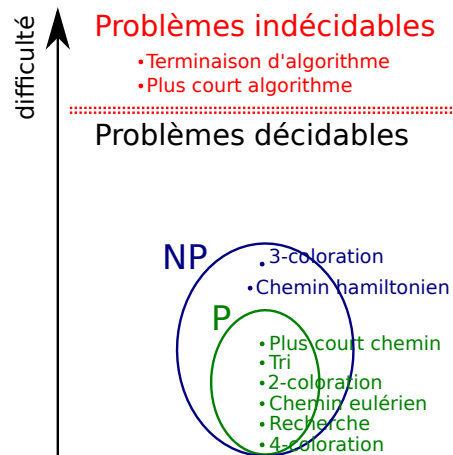 difficulté
Problèmes indécidables
•Terminaison d'algorithme
•Plus court algorithme
Problèmes décidables
NP
•3-coloration
•Chemin hamiltonien
P
•Plus court chemin
•Tri
•2-coloration
•Chemin eulérien
•Recherche
•4-coloration